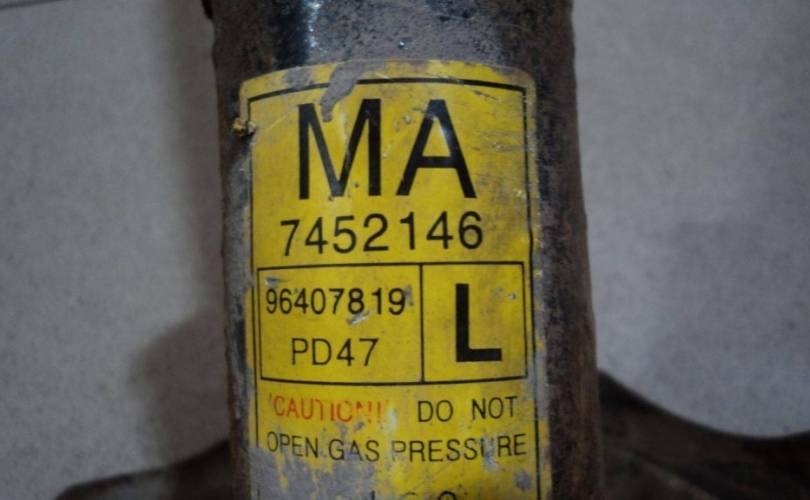 MA
7452146
96407819
L
PD47
"CAUTION!! DO NOT
OPEN GAS PRESSURE